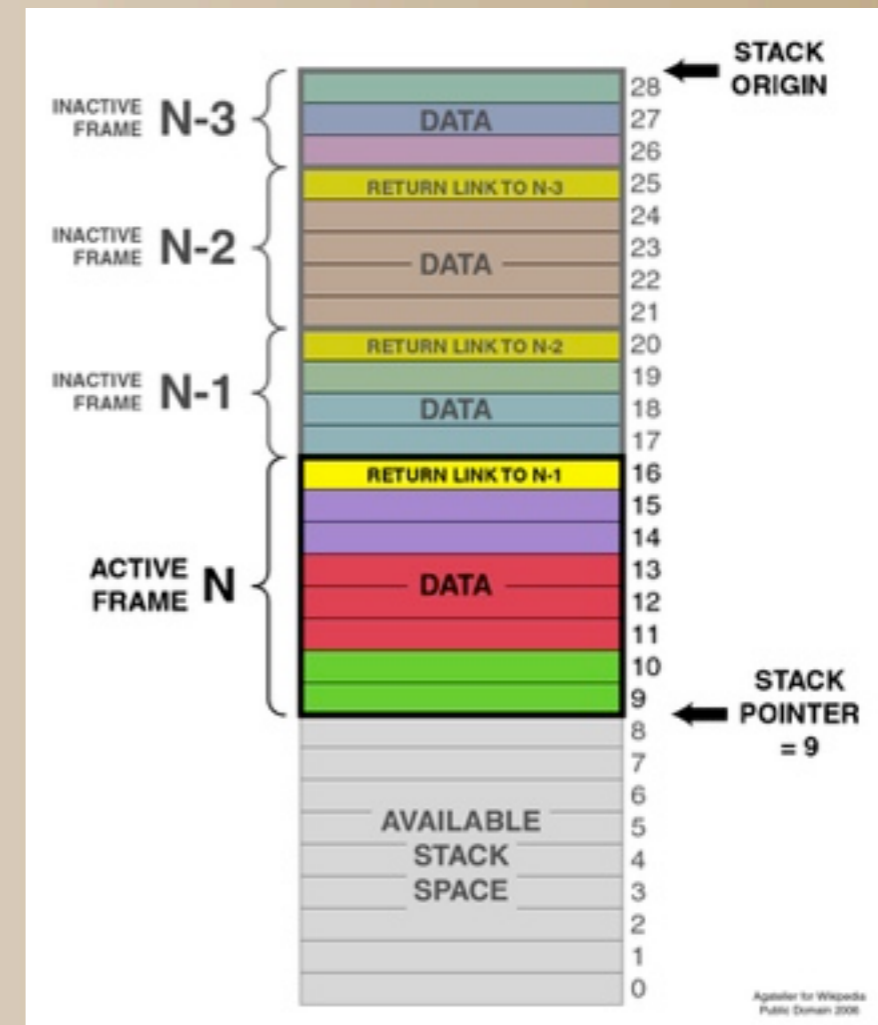 STACK
ORIGIN
28
INACTIVE
FRAME N-3
DATA
27
26
RETURN LINK TO N-3
25
24
INACTIVE
FRAME N-2
23
DATA
22
21
RETURN LINK TO N-2
20
19
INACTIVE
FRAME N-1
DATA
18
17
RETURN LINK TO N-1
16
15
14
ACTIVE
FRAME N
13
DATA
12
11
10
9
STACK
POINTER
= 9
8
7
6
AVAILABLE
STACK
SPACE
5
4
3
2
1
0
Agateller for Wikipedia
Public Domain 2006